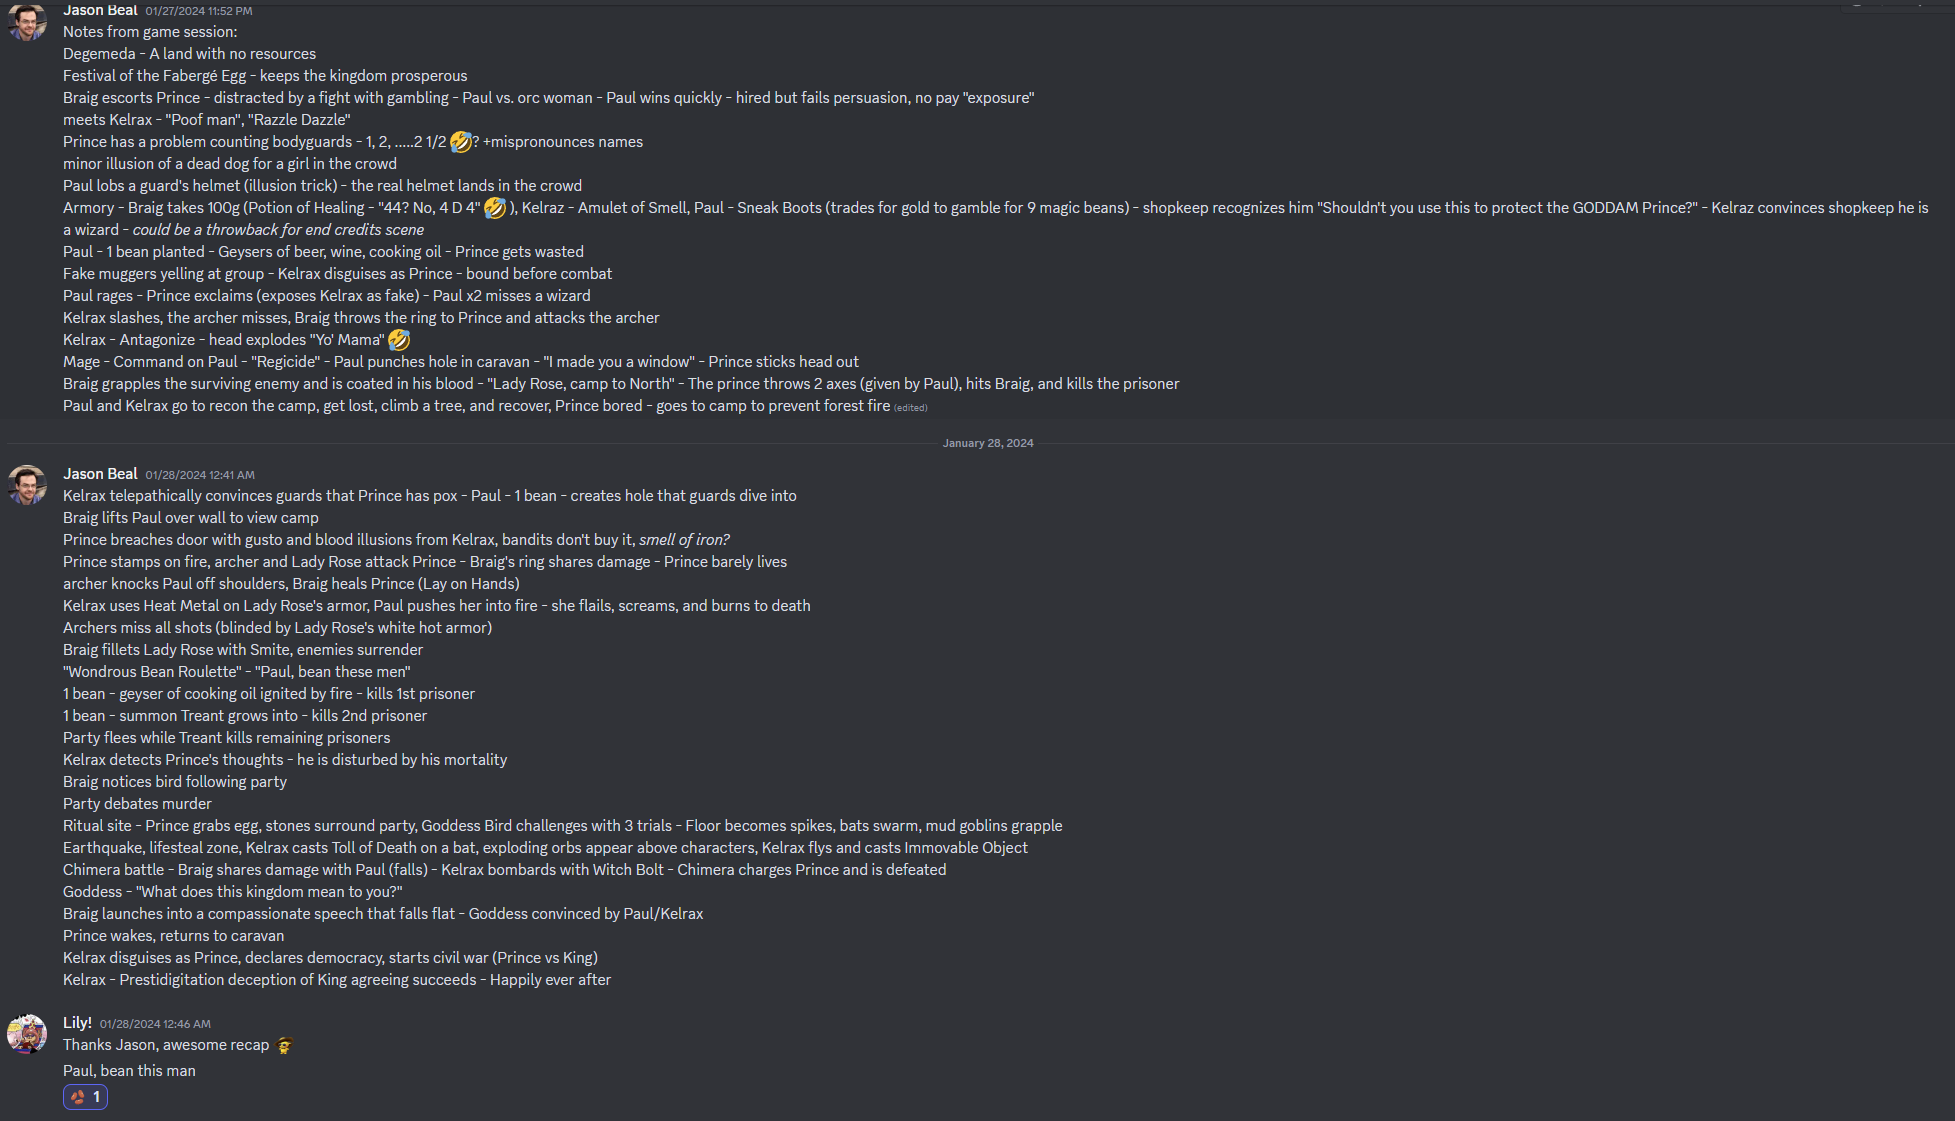 Jason Beal 01/27/2024 11:52 PM
Notes from game session:
Degemeda - A land with no resources
Festival of the Fabergé Egg - keeps the kingdom prosperous
Braig escorts Prince - distracted by a fight with gambling - Paul vs. orc woman - Paul wins quickly - hired but fails persuasion, no pay "exposure"
meets Kelrax - "Poof man", "Razzle Dazzle"
Prince has a problem counting bodyguards - 1, 2, .....2 1/2 🤣? +mispronounces names
minor illusion of a dead dog for a girl in the crowd
Paul lobs a guard's helmet (illusion trick) - the real helmet lands in the crowd
Armory - Braig takes 100g (Potion of Healing - "44? No, 4 D 4" 🤣 ), Kelraz - Amulet of Smell, Paul - Sneak Boots (trades for gold to gamble for 9 magic beans) - shopkeep recognizes him "Shouldn't you use this to protect the GODDAM Prince?" - Kelraz convinces shopkeep he is
a wizard - could be a throwback for end credits scene
Paul - 1 bean planted - Geysers of beer, wine, cooking oil - Prince gets wasted
Fake muggers yelling at group - Kelrax disguises as Prince - bound before combat
Paul rages - Prince exclaims (exposes Kelrax as fake) - Paul x2 misses a wizard
Kelrax slashes, the archer misses, Braig throws the ring to Prince and attacks the archer
Kelrax - Antagonize - head explodes "Yo' Mama" 🤣
Mage - Command on Paul - "Regicide" - Paul punches hole in caravan - "I made you a window" - Prince sticks head out
Braig grapples the surviving enemy and is coated in his blood - "Lady Rose, camp to North" - The prince throws 2 axes (given by Paul), hits Braig, and kills the prisoner
Paul and Kelrax go to recon the camp, get lost, climb a tree, and recover, Prince bored - goes to camp to prevent forest fire (edited)
January 28, 2024
Jason Beal 01/28/2024 12:41 AM
Kelrax telepathically convinces guards that Prince has pox - Paul - 1 bean - creates hole that guards dive into
Braig lifts Paul over wall to view camp
Prince breaches door with gusto and blood illusions from Kelrax, bandits don't buy it, smell of iron?
Prince stamps on fire, archer and Lady Rose attack Prince - Braig's ring shares damage - Prince barely lives
archer knocks Paul off shoulders, Braig heals Prince (Lay on Hands)
Kelrax uses Heat Metal on Lady Rose's armor, Paul pushes her into fire - she flails, screams, and burns to death
Archers miss all shots (blinded by Lady Rose's white hot armor)
Braig fillets Lady Rose with Smite, enemies surrender
"Wondrous Bean Roulette" - "Paul, bean these men"
1 bean - geyser of cooking oil ignited by fire - kills 1st prisoner
1 bean - summon Treant grows into - kills 2nd prisoner
Party flees while Treant kills remaining prisoners
Kelrax detects Prince's thoughts - he is disturbed by his mortality
Braig notices bird following party
Party debates murder
Ritual site - Prince grabs egg, stones surround party, Goddess Bird challenges with 3 trials - Floor becomes spikes, bats swarm, mud goblins grapple
Earthquake, lifesteal zone, Kelrax casts Toll of Death on a bat, exploding orbs appear above characters, Kelrax flys and casts Immovable Object
Chimera battle - Braig shares damage with Paul (falls) - Kelrax bombards with Witch Bolt - Chimera charges Prince and is defeated
Goddess - "What does this kingdom mean to you?"
Braig launches into a compassionate speech that falls flat - Goddess convinced by Paul/Kelrax
Prince wakes, returns to caravan
Kelrax disguises as Prince, declares democracy, starts civil war (Prince vs King)
Kelrax - Prestidigitation deception of King agreeing succeeds - Happily ever after
Lily! 01/28/2024 12:46 AM
Thanks Jason, awesome recap
Paul, bean this man
🫘 1